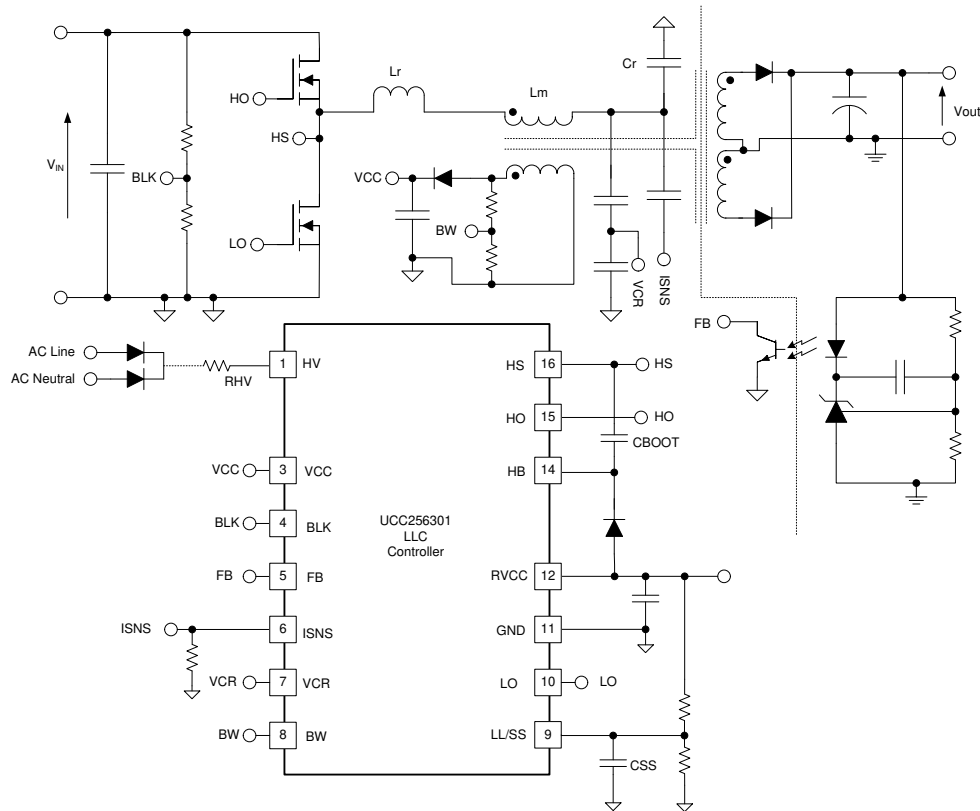 Cr
Lr
Lm
HO
Vout
HS
VIN
BLK
VCC
BW
LO
VCR
ISNS
FB
AC Line
AC Neutral
RHV
1
HV
HS
16
HS
HO
15
HO
CBOOT
VCC
3
VCC
HB
14
BLK
4
BLK
UCC256301
LLC
Controller
FB
5
FB
RVCC
12
ISNS
6
ISNS
GND
11
VCR
7
VCR
LO
10
LO
BW
8
BW
LL/SS
9
CSS